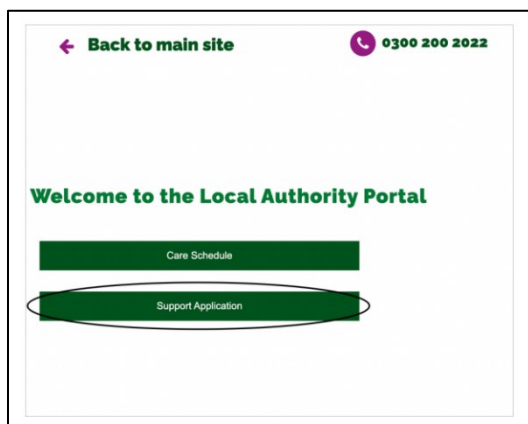 Back to main site
0300 200 2022
Welcome to the Local Authority Portal
Care Schedule
Support Application